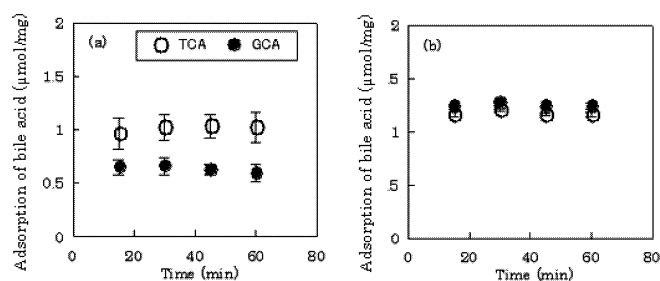 Adsorption of bile acid (μmol/mg)
2
1.5
1
0.5
0
(a)
TCA
GCA
0
20
40
60
80
Time (min)
Adsorption of bile acid (μmol/mg)
2
.5
1
.5
0
(b)
0
20
40
60
80
Time (min)